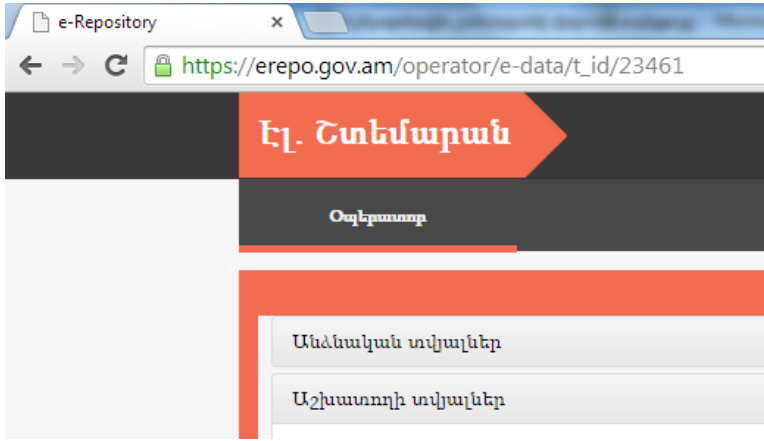 e-Repository
https://erepo.gov.am/operator/e-data/t_id/23461
Էլ. Շտեմարան
Օպերատոր
Անձնական տվյալներ
Աշխատողի տվյալներ